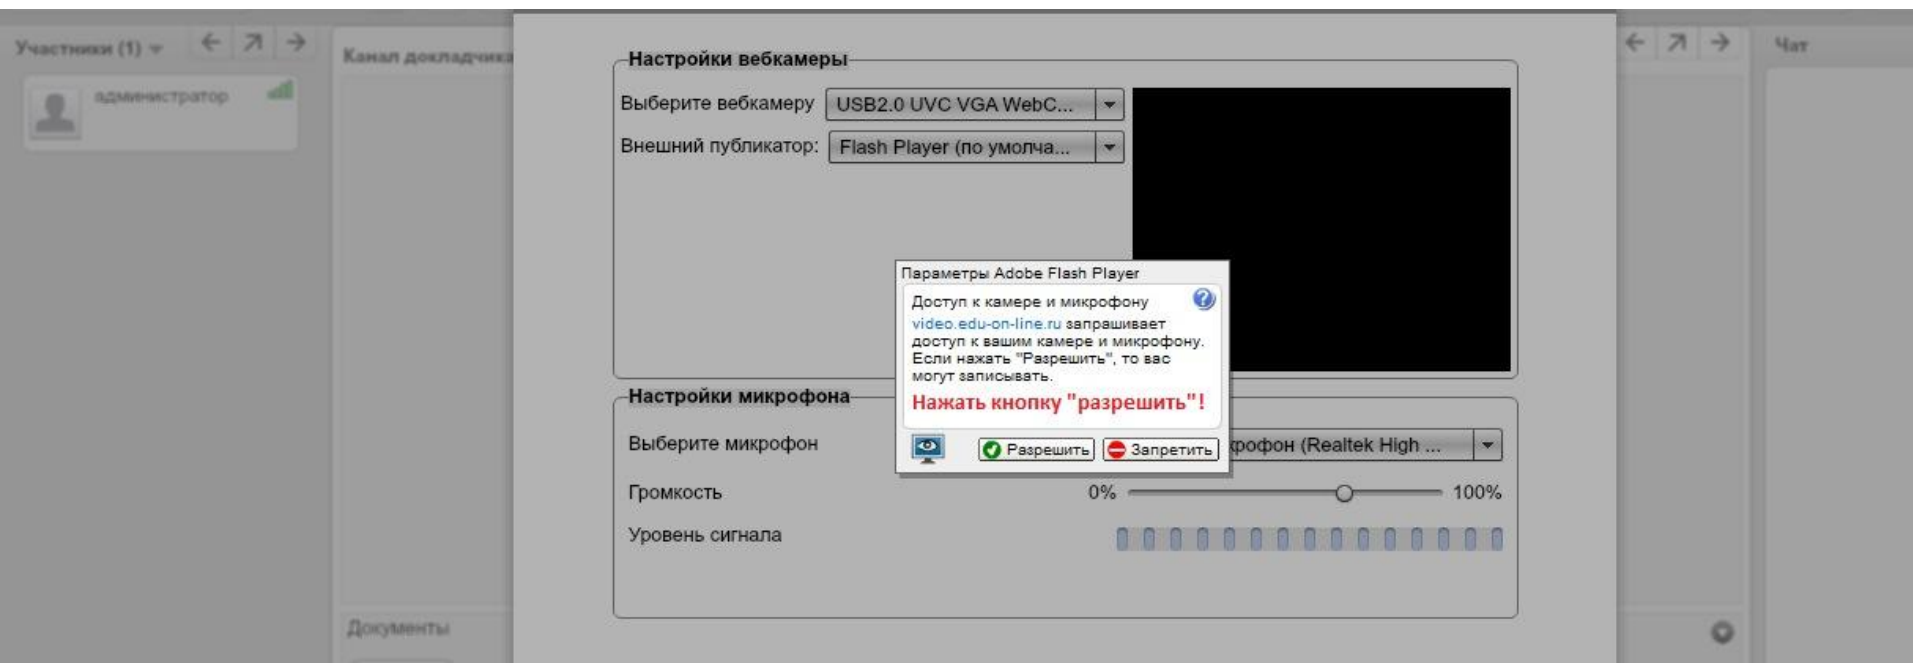 Участники (1)
администратор
Канал докладчика
Чат
Настройки вебкамеры
Выберите вебкамеру USB2.0 UVC VGA WebC...
Внешний публикатор: Flash Player (по умолча...
Параметры Adobe Flash Player
Доступ к камере и микрофону
video.edu-on-line.ru запрашивает
доступ к вашим камере и микрофону.
Если нажать "Разрешить", то вас
могут записывать.
Нажать кнопку "разрешить"!
Разрешить Запретить
Настройки микрофона
Выберите микрофон рофон (Realtek High ...
Громкость 0% 100%
Уровень сигнала
Документы